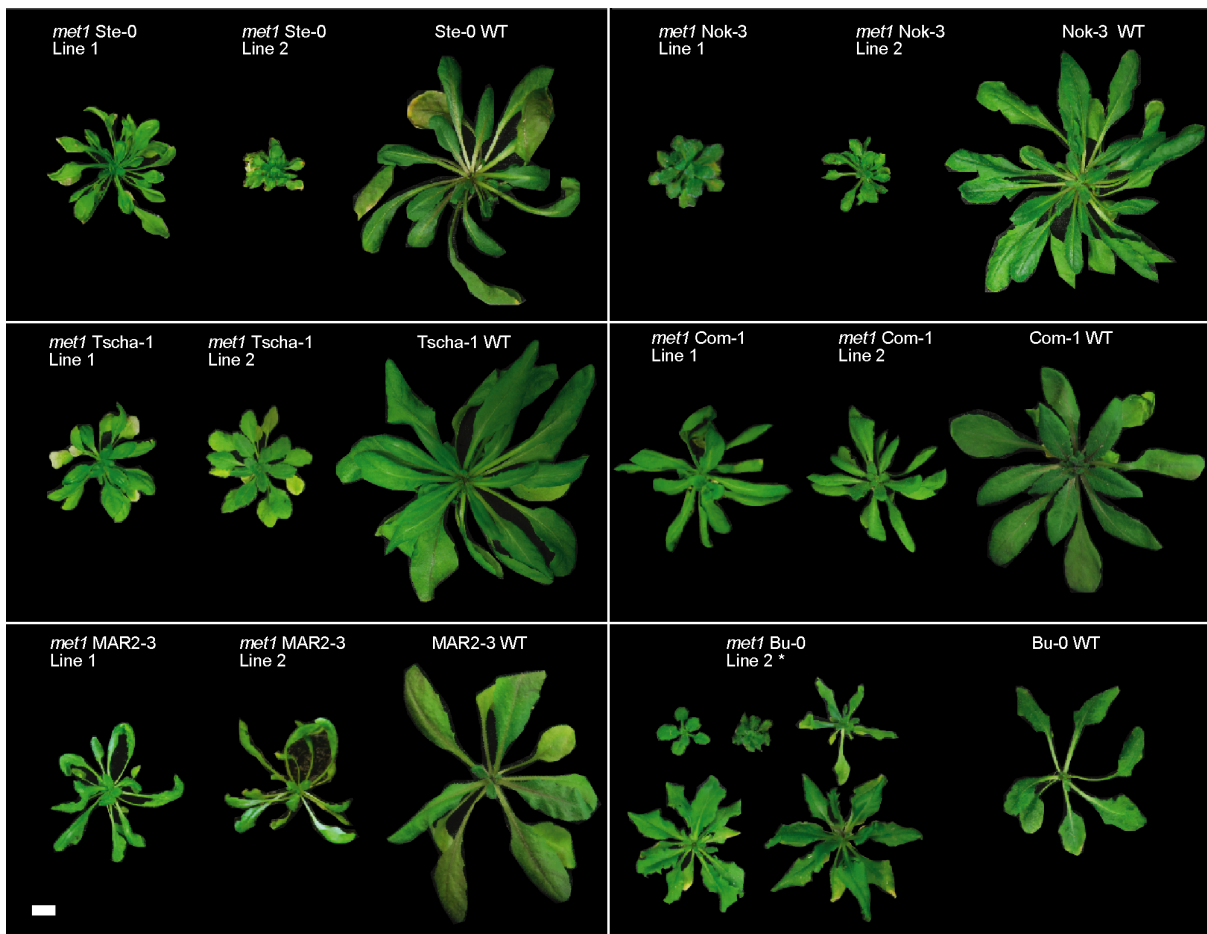 met1 Ste-0
Line 1
met1 Ste-0
Line 2
Ste-0 WT
met1 Nok-3
Line 1
met1 Nok-3
Line 2
Nok-3 WT
met1 Tscha-1
Line 1
met1 Tscha-1
Line 2
Tscha-1 WT
met1 Com-1
Line 1
met1 Com-1
Line 2
Com-1 WT
met1 MAR2-3
Line 1
met1 MAR2-3
Line 2
MAR2-3 WT
met1 Bu-0
Line 2 *
Bu-0 WT